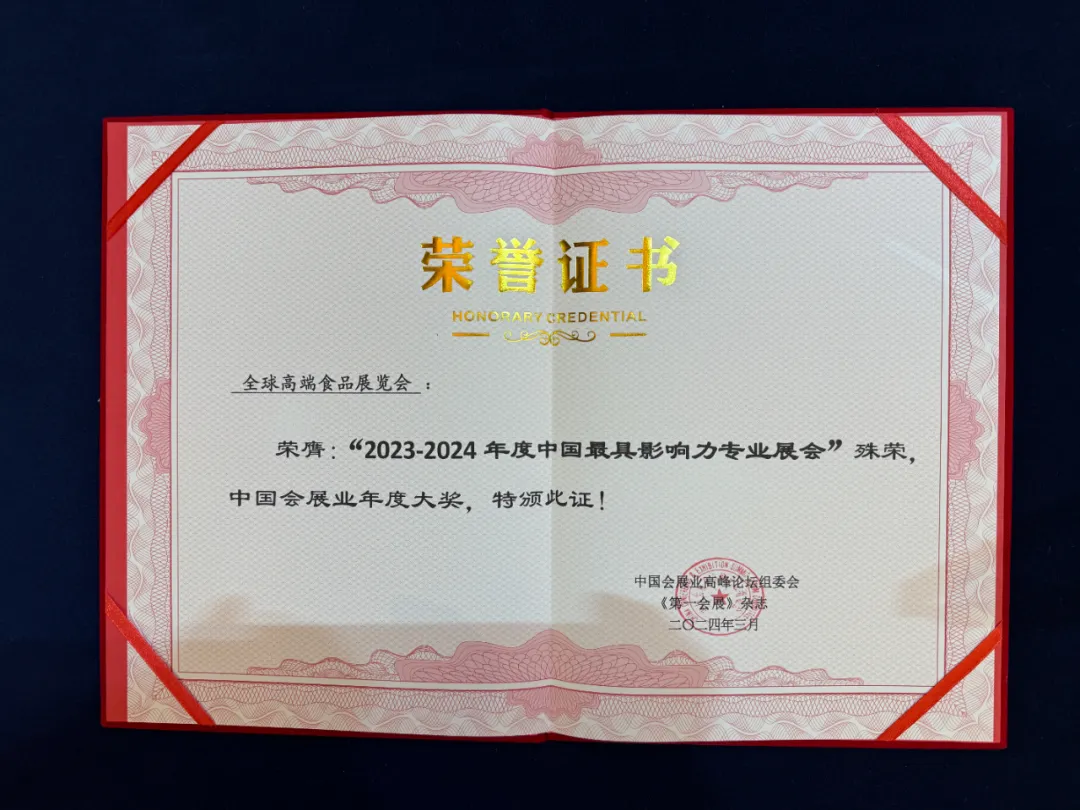 荣誉证书
HONORARY CREDENTIAL
全球高端食品展览会 ：
荣膺：“2023-2024 年度中国最具影响力专业展会”殊荣，
中国会展业年度大奖，特颁此证！
中国会展业高峰论坛组委会
《第一会展》杂志
二〇二四年三月